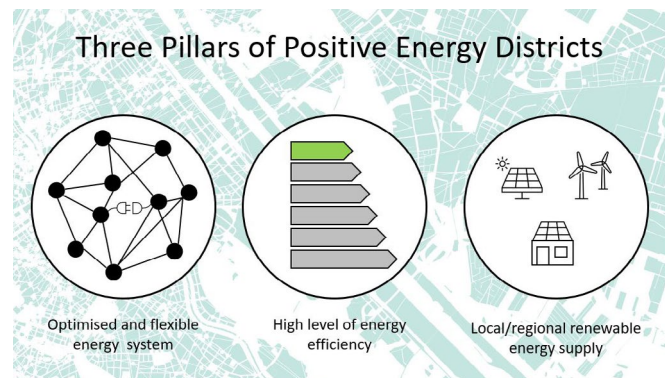 Three Pillars of Positive Energy Districts
Optimised and flexible
energy system
High level of energy
efficiency
Local/regional renewable
energy supply